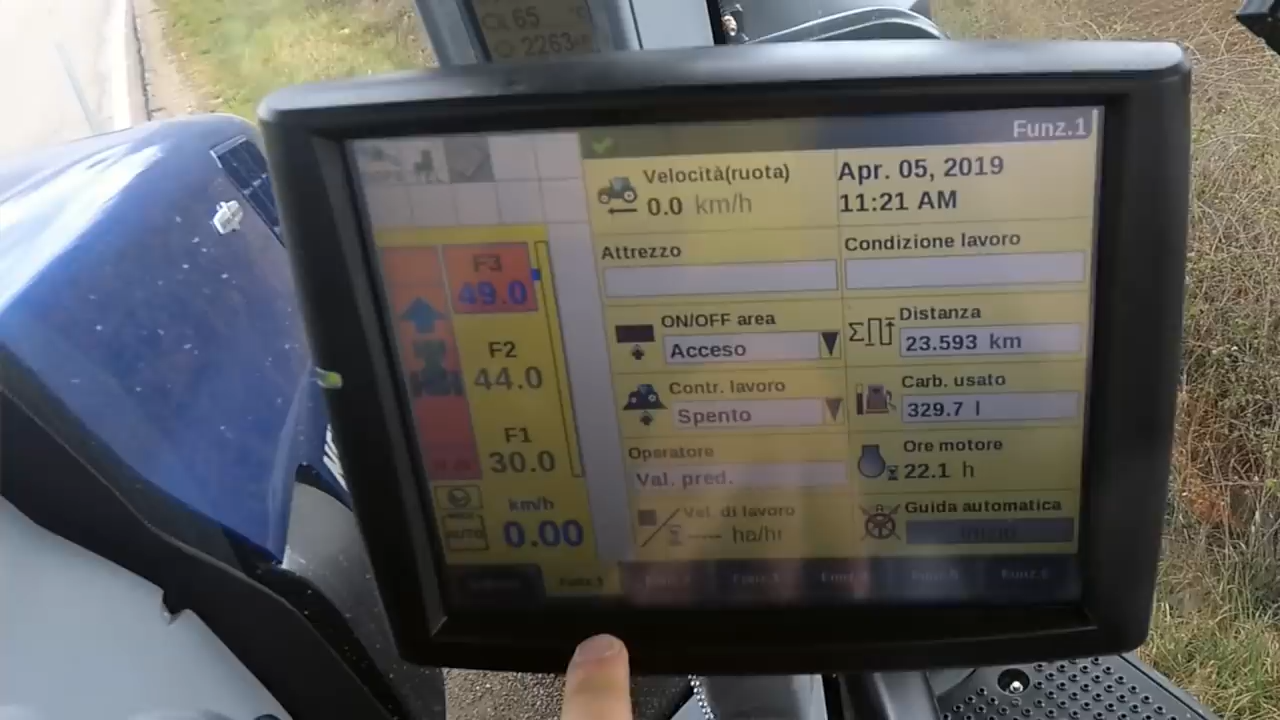 65 °C
2263
Funz.1
Velocità(ruota)
0.0 km/h
Apr. 05, 2019
11:21 AM
Attrezzo
Condizione lavoro
F3
49.0
ON/OFF area
Acceso
Distanza
23.593 km
F2
44.0
Contr. lavoro
Spento
Carb. usato
329.7 l
F1
30.0
Operatore
Val. pred.
Ore motore
22.1 h
km/h
0.00
AUTO
Vel. di lavoro
---- ha/hr
Guida automatica
Funz.1